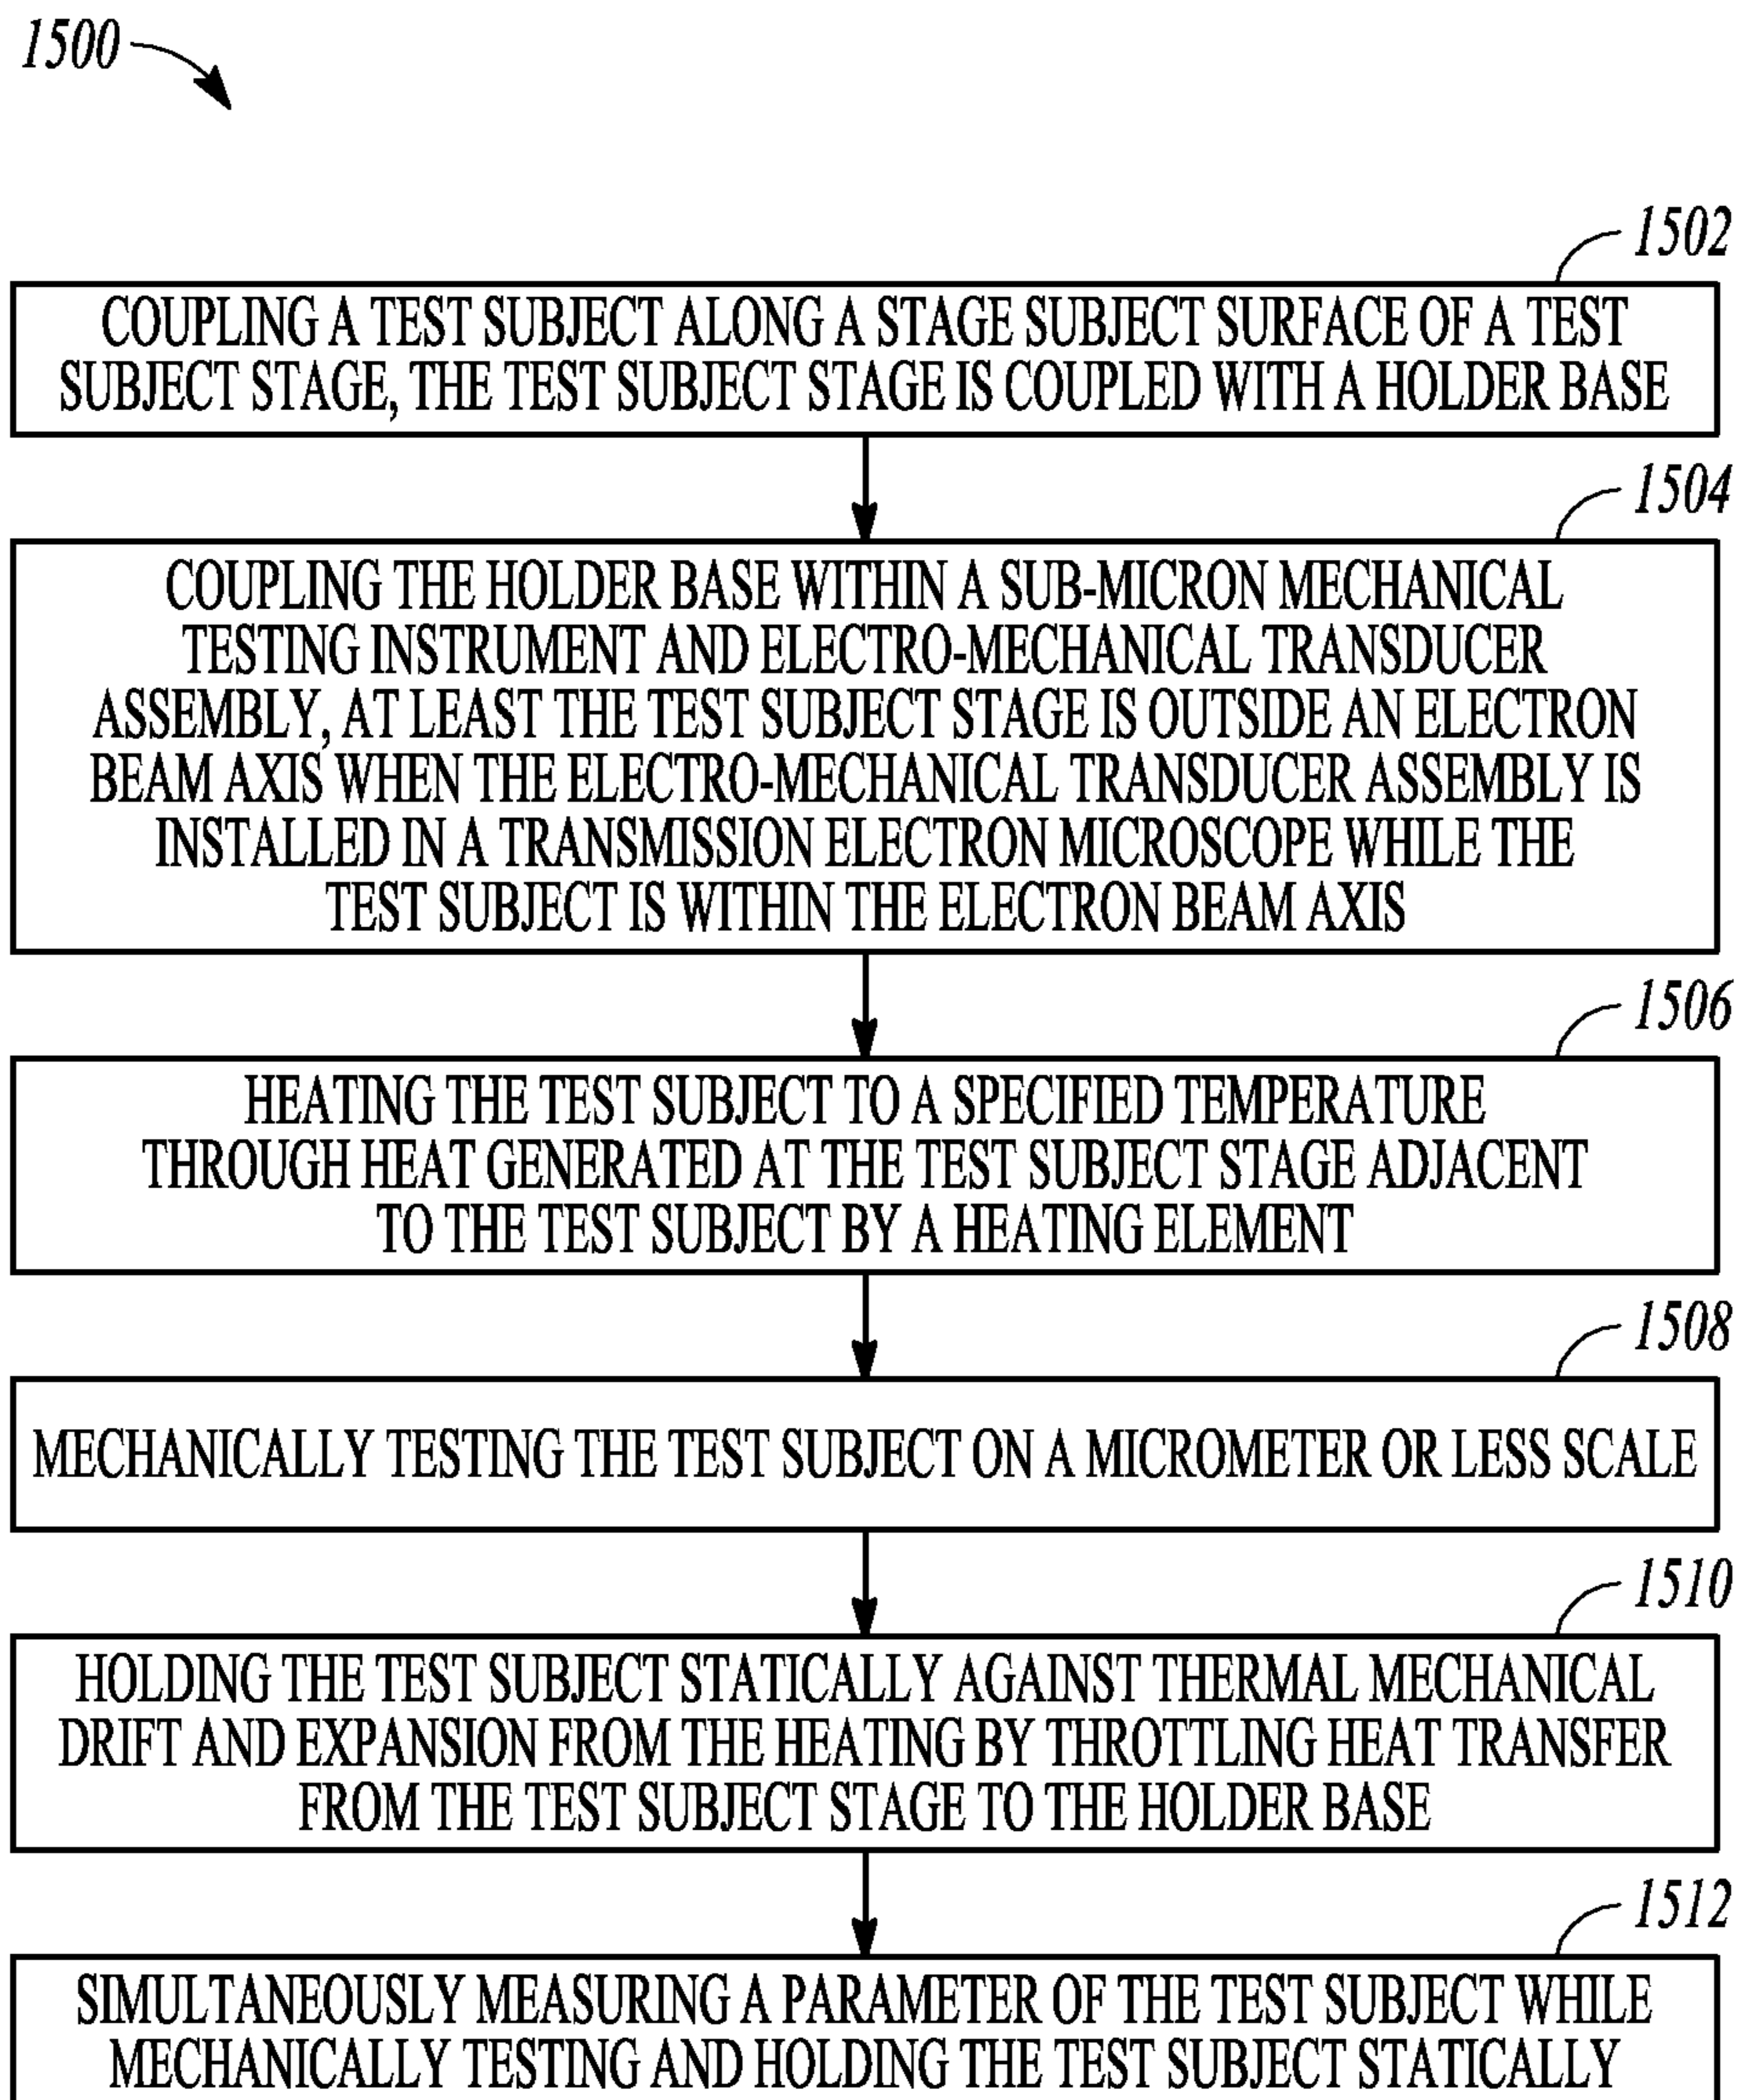 1500
1502
COUPLING A TEST SUBJECT ALONG A STAGE SUBJECT SURFACE OF A TEST
SUBJECT STAGE, THE TEST SUBJECT STAGE IS COUPLED WITH A HOLDER BASE
1504
COUPLING THE HOLDER BASE WITHIN A SUB-MICRON MECHANICAL
TESTING INSTRUMENT AND ELECTRO-MECHANICAL TRANSDUCER
ASSEMBLY, AT LEAST THE TEST SUBJECT STAGE IS OUTSIDE AN ELECTRON
BEAM AXIS WHEN THE ELECTRO-MECHANICAL TRANSDUCER ASSEMBLY IS
INSTALLED IN A TRANSMISSION ELECTRON MICROSCOPE WHILE THE
TEST SUBJECT IS WITHIN THE ELECTRON BEAM AXIS
1506
HEATING THE TEST SUBJECT TO A SPECIFIED TEMPERATURE
THROUGH HEAT GENERATED AT THE TEST SUBJECT STAGE ADJACENT
TO THE TEST SUBJECT BY A HEATING ELEMENT
1508
MECHANICALLY TESTING THE TEST SUBJECT ON A MICROMETER OR LESS SCALE
1510
HOLDING THE TEST SUBJECT STATICALLY AGAINST THERMAL MECHANICAL
DRIFT AND EXPANSION FROM THE HEATING BY THROTTLING HEAT TRANSFER
FROM THE TEST SUBJECT STAGE TO THE HOLDER BASE
1512
SIMULTANEOUSLY MEASURING A PARAMETER OF THE TEST SUBJECT WHILE
MECHANICALLY TESTING AND HOLDING THE TEST SUBJECT STATICALLY